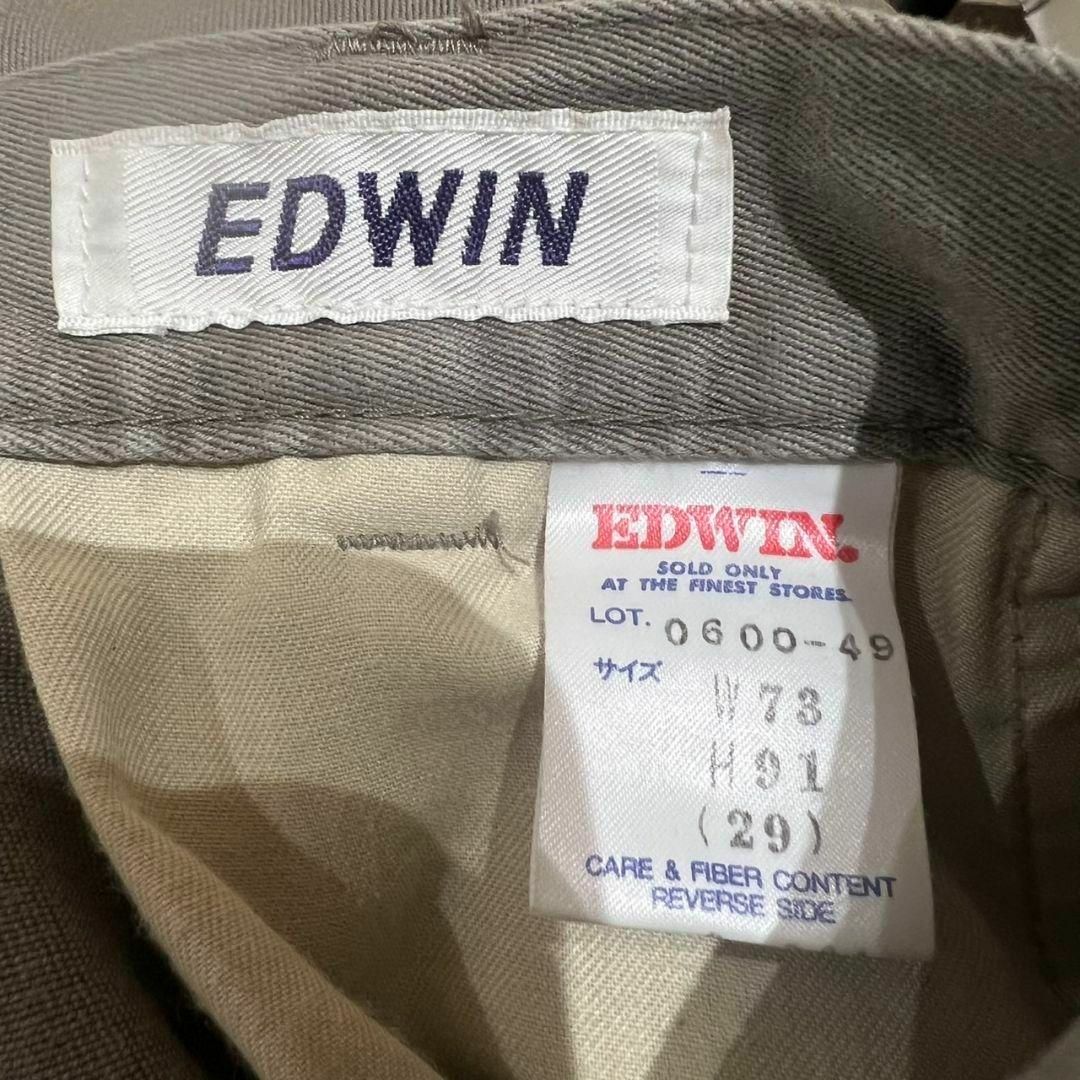 EDWIN
EDWIN.
SOLD ONLY
AT THE FINEST STORES.
LOT. 0600-49
サイズ W73
H91
(29)
CARE & FIBER CONTENT
REVERSE SIDE